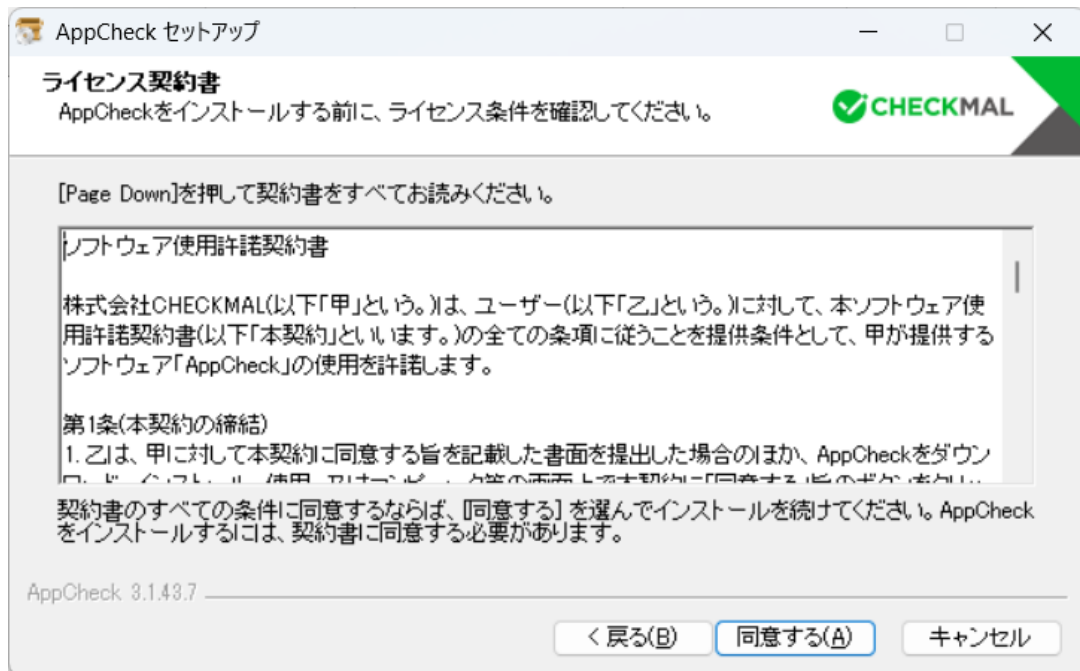 AppCheck セットアップ
ライセンス契約書
AppCheckをインストールする前に、ライセンス条件を確認してください。
CHECKMAL
[Page Down]を押して契約書をすべてお読みください。
ソフトウェア使用許諾契約書
株式会社CHECKMAL(以下「甲」という。)は、ユーザー(以下「乙」という。)に対して、本ソフトウェア使
用許諾契約書(以下「本契約」といいます。)の全ての条項に従うことを提供条件として、甲が提供する
ソフトウェア「AppCheck」の使用を許諾します。
第1条(本契約の締結)
1. 乙は、甲に対して本契約に同意する旨を記載した書面を提出した場合のほか、AppCheckをダウン
契約書のすべての条件に同意するならば、[同意する] を選んでインストールを続けてください。AppCheck
をインストールするには、契約書に同意する必要があります。
AppCheck 3.1.43.7
< 戻る(B)
同意する(A)
キャンセル